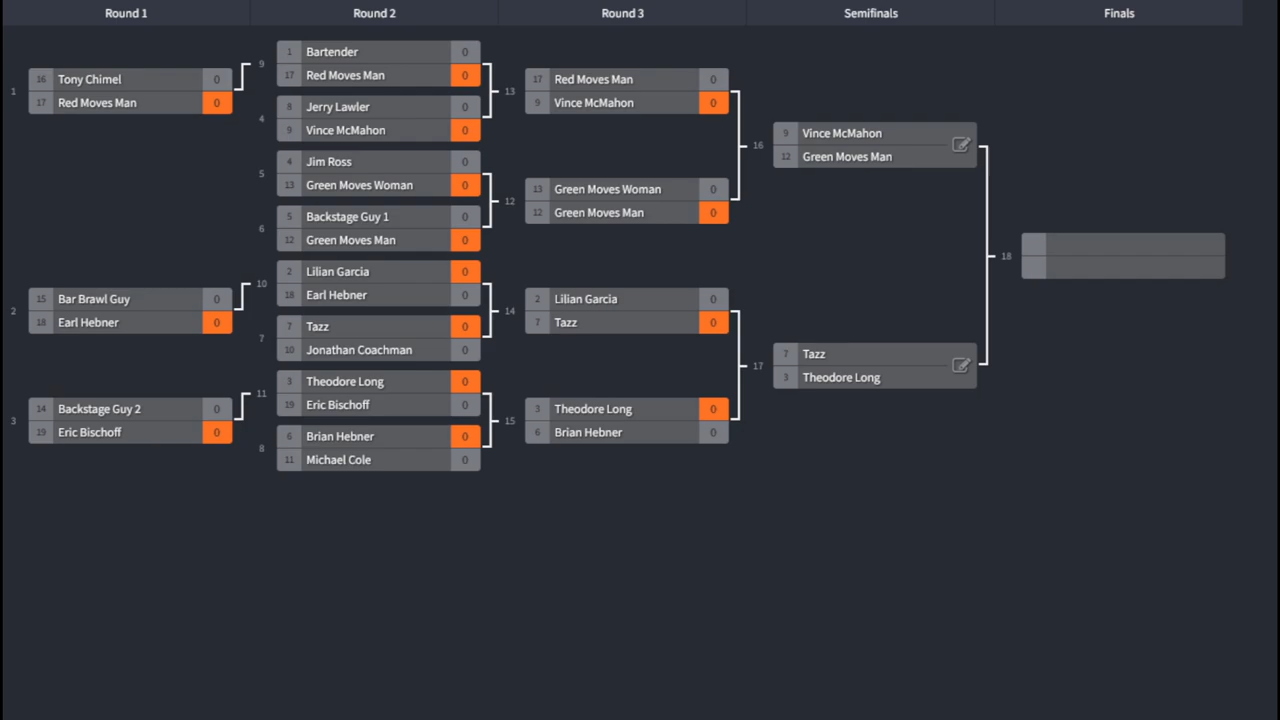 Round 1
Round 2
Round 3
Semifinals
Finals
1
16 Tony Chimel 0
17 Red Moves Man 0
2
15 Bar Brawl Guy 0
18 Earl Hebner 0
3
14 Backstage Guy 2 0
19 Eric Bischoff 0
9
1 Bartender 0
17 Red Moves Man 0
4
8 Jerry Lawler 0
9 Vince McMahon 0
5
4 Jim Ross 0
13 Green Moves Woman 0
6
5 Backstage Guy 1 0
12 Green Moves Man 0
10
2 Lilian Garcia 0
18 Earl Hebner 0
7
7 Tazz 0
10 Jonathan Coachman 0
11
3 Theodore Long 0
19 Eric Bischoff 0
8
6 Brian Hebner 0
11 Michael Cole 0
13
17 Red Moves Man 0
9 Vince McMahon 0
12
13 Green Moves Woman 0
12 Green Moves Man 0
14
2 Lilian Garcia 0
7 Tazz 0
15
3 Theodore Long 0
6 Brian Hebner 0
16
9 Vince McMahon
12 Green Moves Man
17
7 Tazz
3 Theodore Long
18